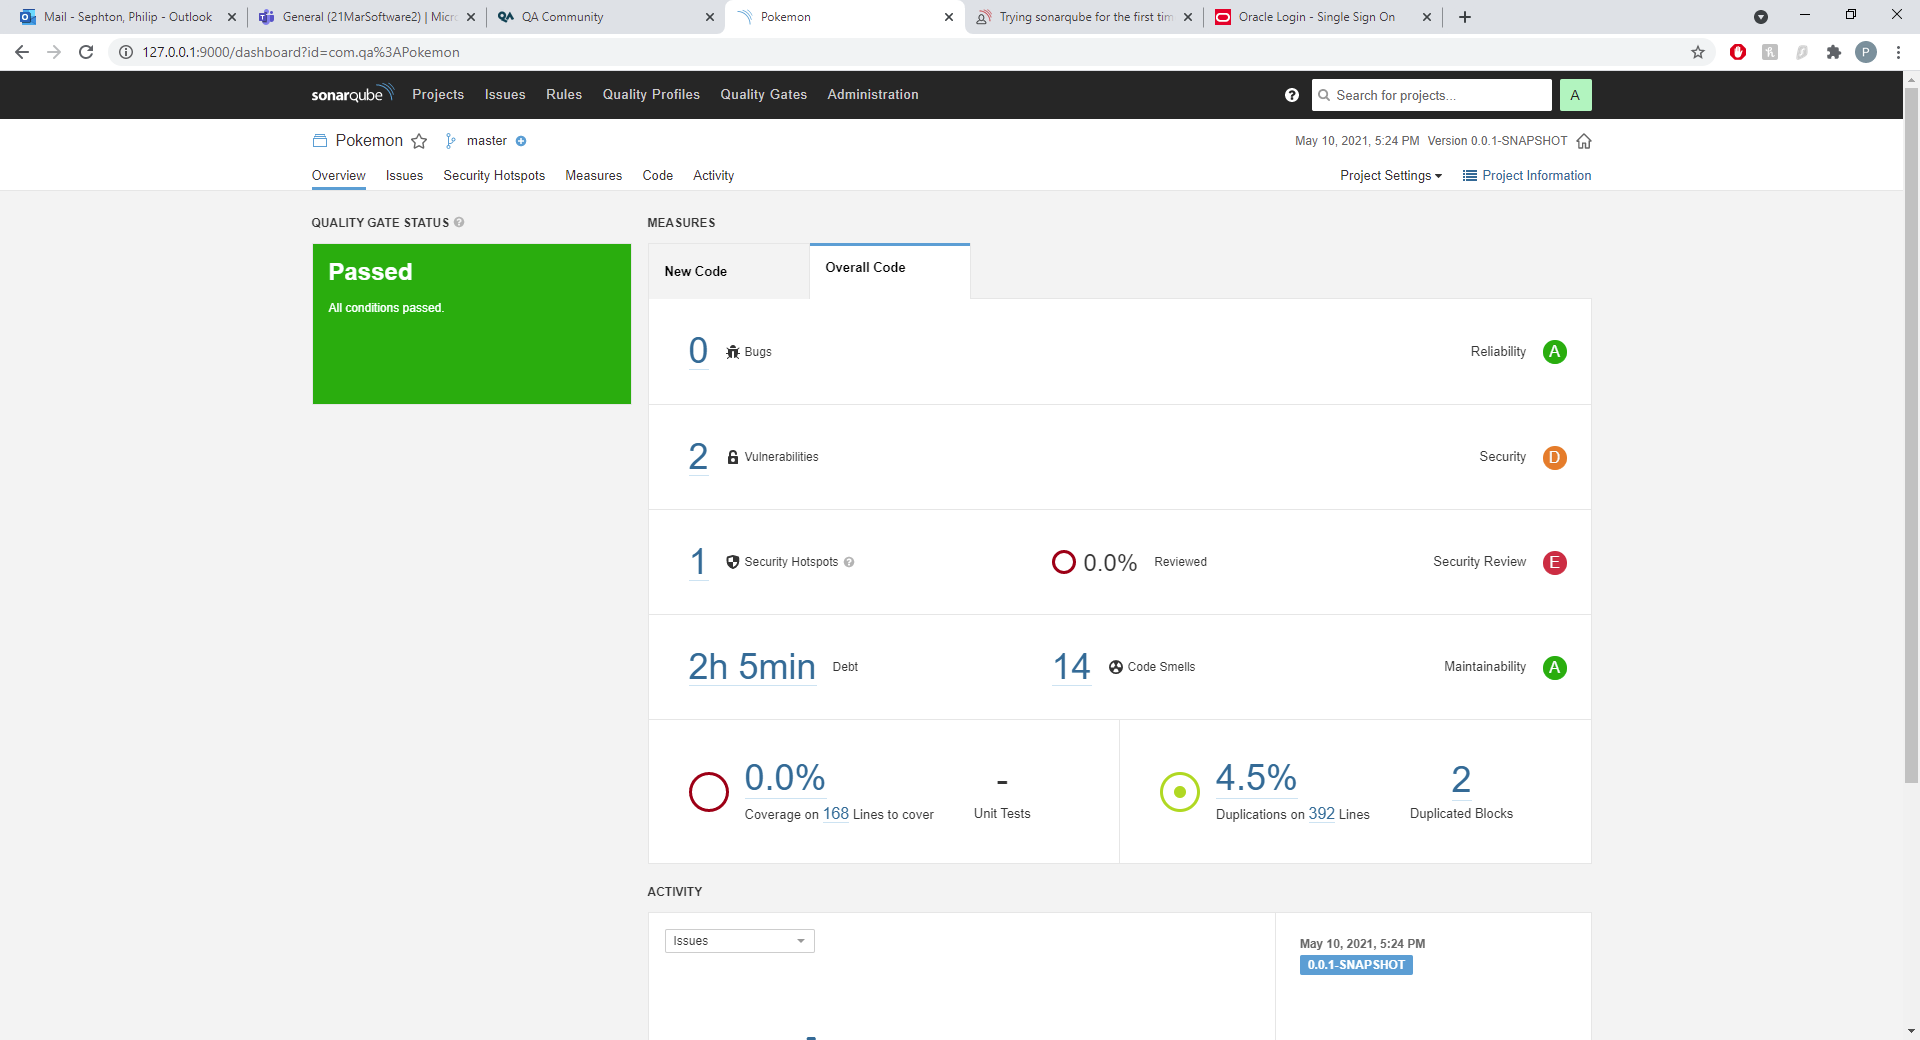 Mail - Sephton, Philip - Outlook
General (21MarSoftware2) | Micro
QA Community
Pokemon
Trying sonarqube for the first tim
Oracle Login - Single Sign On
127.0.0.1:9000/dashboard?id=com.qa%3APokemon
P
sonarqube Projects Issues Rules Quality Profiles Quality Gates Administration
Search for projects...
A
Pokemon master
May 10, 2021, 5:24 PM Version 0.0.1-SNAPSHOT
Overview Issues Security Hotspots Measures Code Activity
Project Settings Project Information
QUALITY GATE STATUS
Passed
All conditions passed.
MEASURES
New Code
Overall Code
0 Bugs Reliability A
2 Vulnerabilities Security D
1 Security Hotspots 0.0% Reviewed Security Review E
2h 5min Debt 14 Code Smells Maintainability A
0.0%
Coverage on 168 Lines to cover
-
Unit Tests
4.5%
Duplications on 392 Lines
2
Duplicated Blocks
ACTIVITY
Issues
May 10, 2021, 5:24 PM
0.0.1-SNAPSHOT